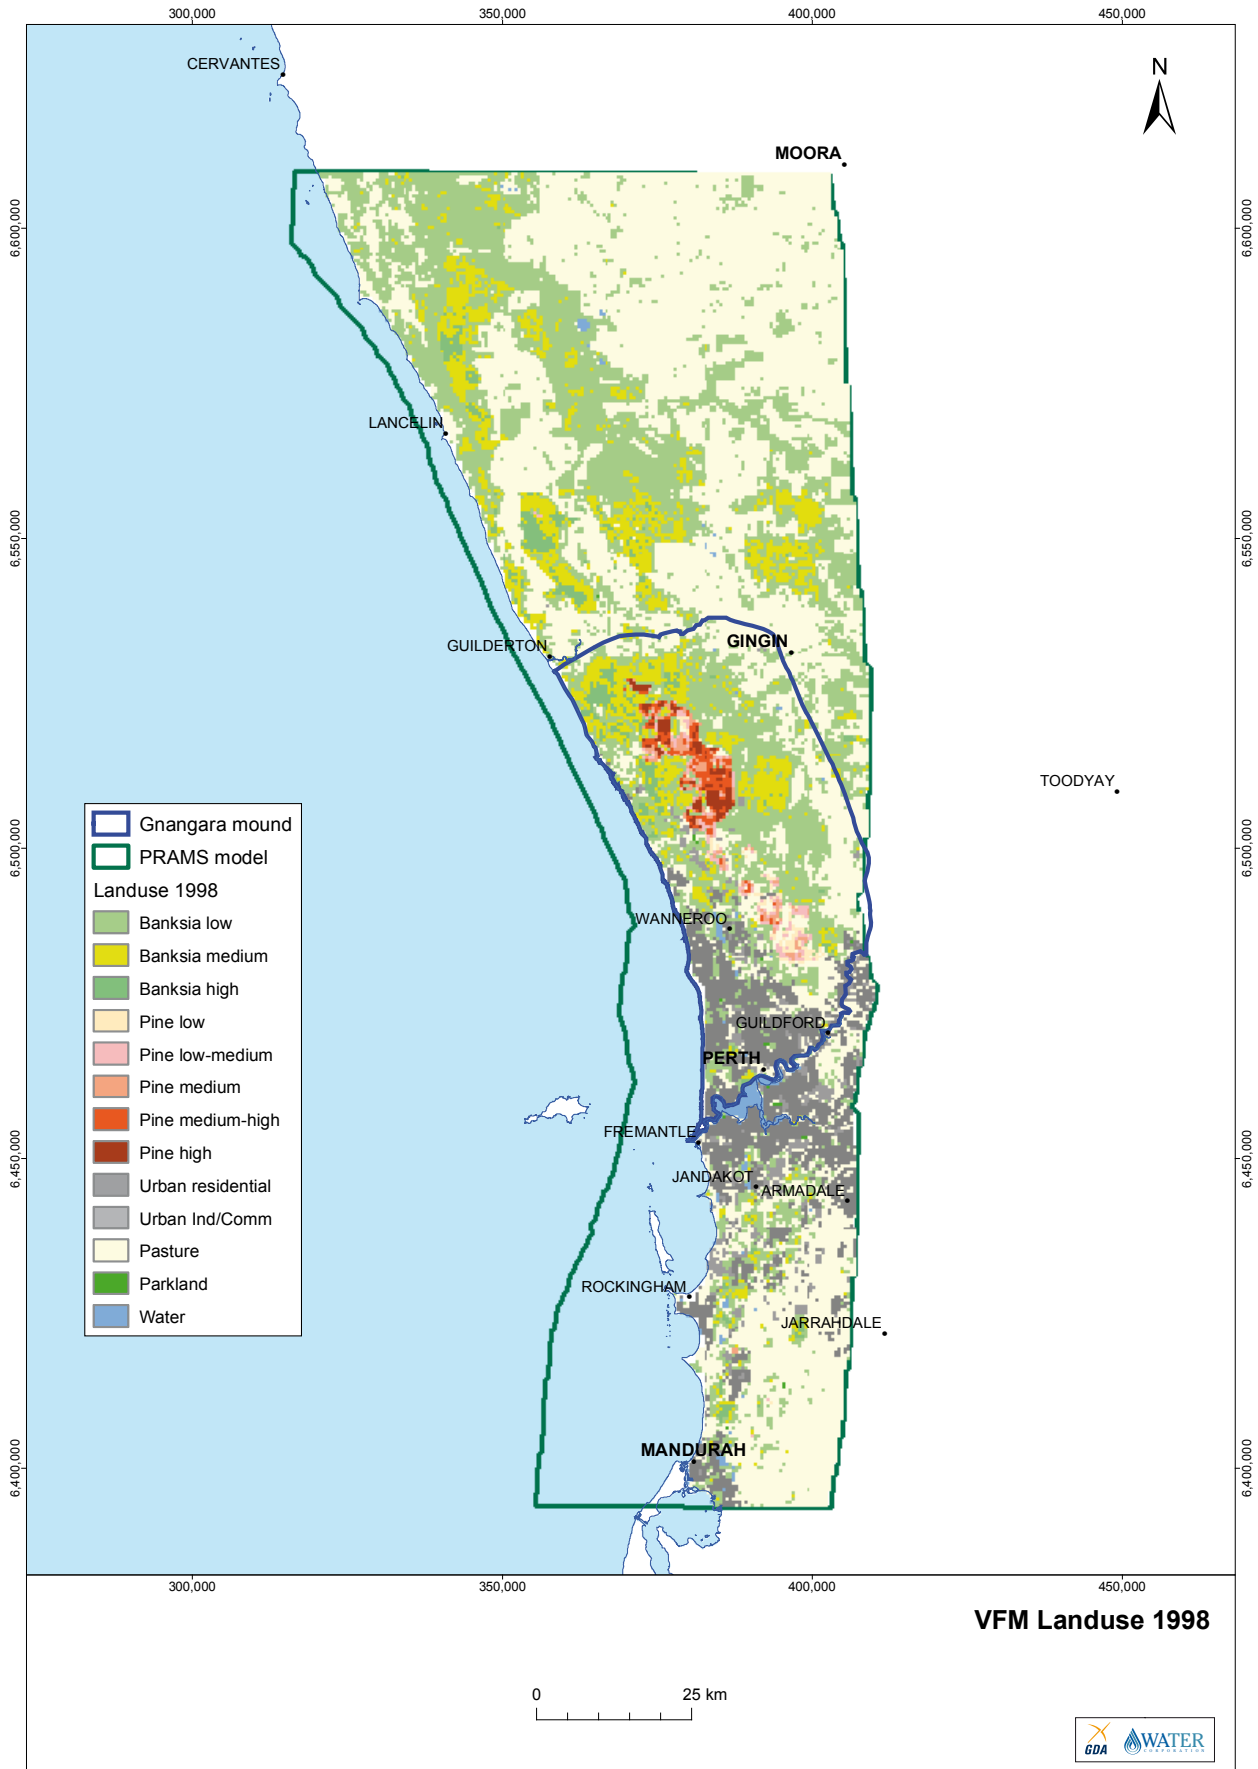 300,000
350,000
400,000
450,000
CERVANTES
N
MOORA
6,600,000
6,600,000
LANCELIN
6,550,000
6,550,000
GUILDERTON
GINGIN
TOODYAY
Gnangara mound
PRAMS model
Landuse 1998
Banksia low
Banksia medium
Banksia high
Pine low
Pine low-medium
Pine medium
Pine medium-high
Pine high
Urban residential
Urban Ind/Comm
Pasture
Parkland
Water
6,500,000
6,500,000
WANNEROO
GUILDFORD
PERTH
FREMANTLE
6,450,000
6,450,000
JANDAKOT
ARMADALE
ROCKINGHAM
JARRAHDALE
MANDURAH
6,400,000
6,400,000
300,000
350,000
400,000
450,000
VFM Landuse 1998
0
25 km
GDA
WATER
CORPORATION